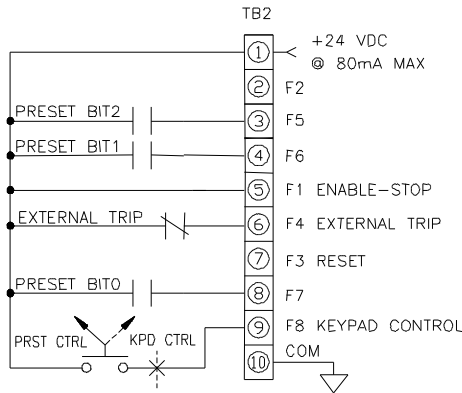 TB2
1 +24 VDC
@ 80mA MAX
2 F2
PRESET BIT2 3 F5
PRESET BIT1 4 F6
5 F1 ENABLE-STOP
EXTERNAL TRIP 6 F4 EXTERNAL TRIP
7 F3 RESET
PRESET BIT0 8 F7
9 F8 KEYPAD CONTROL
PRST CTRL KPD CTRL
10 COM